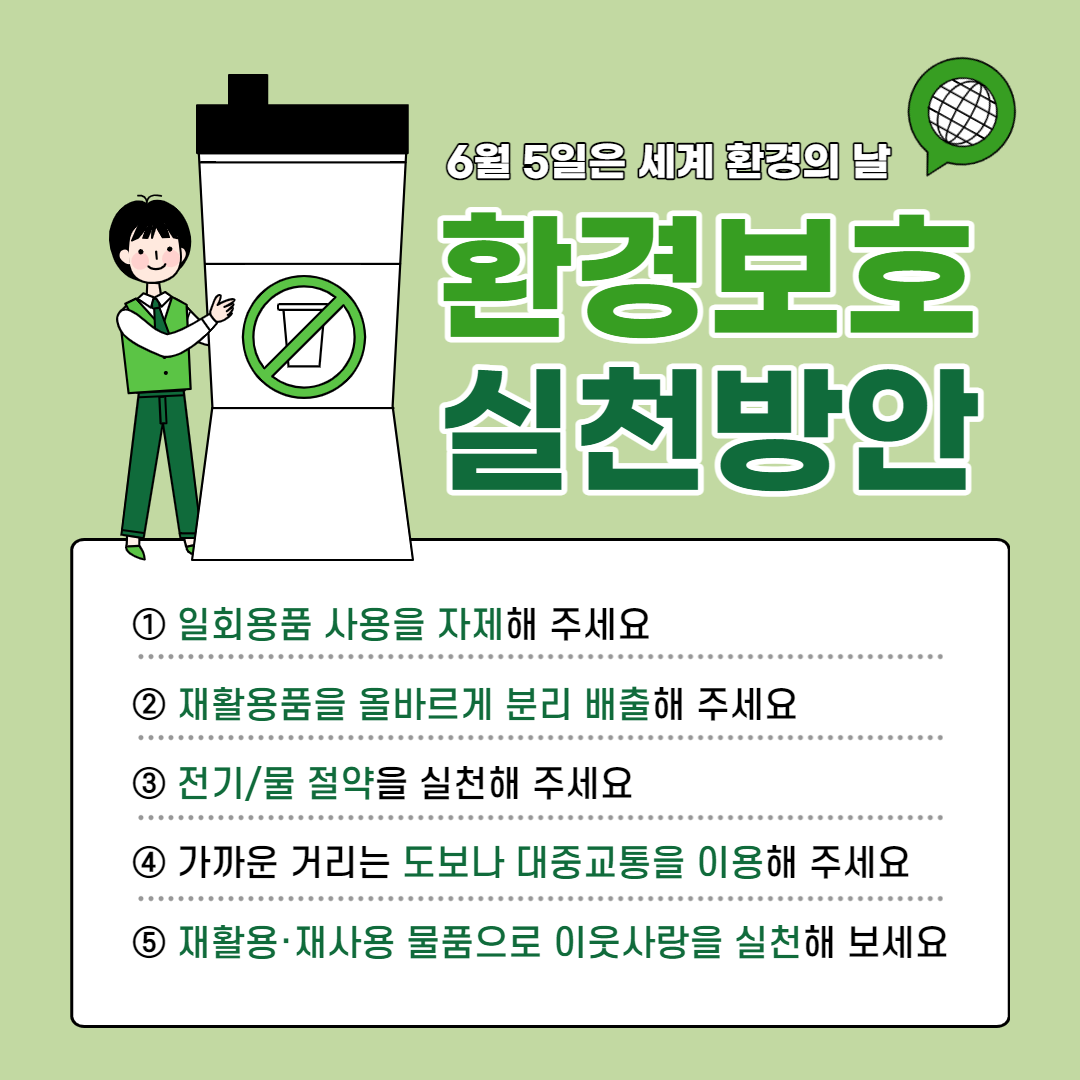 6월 5일은 세계 환경의 날
환경보호
실천방안
① 일회용품 사용을 자제해 주세요
② 재활용품을 올바르게 분리 배출해 주세요
③ 전기/물 절약을 실천해 주세요
④ 가까운 거리는 도보나 대중교통을 이용해 주세요
⑤ 재활용·재사용 물품으로 이웃사랑을 실천해 보세요